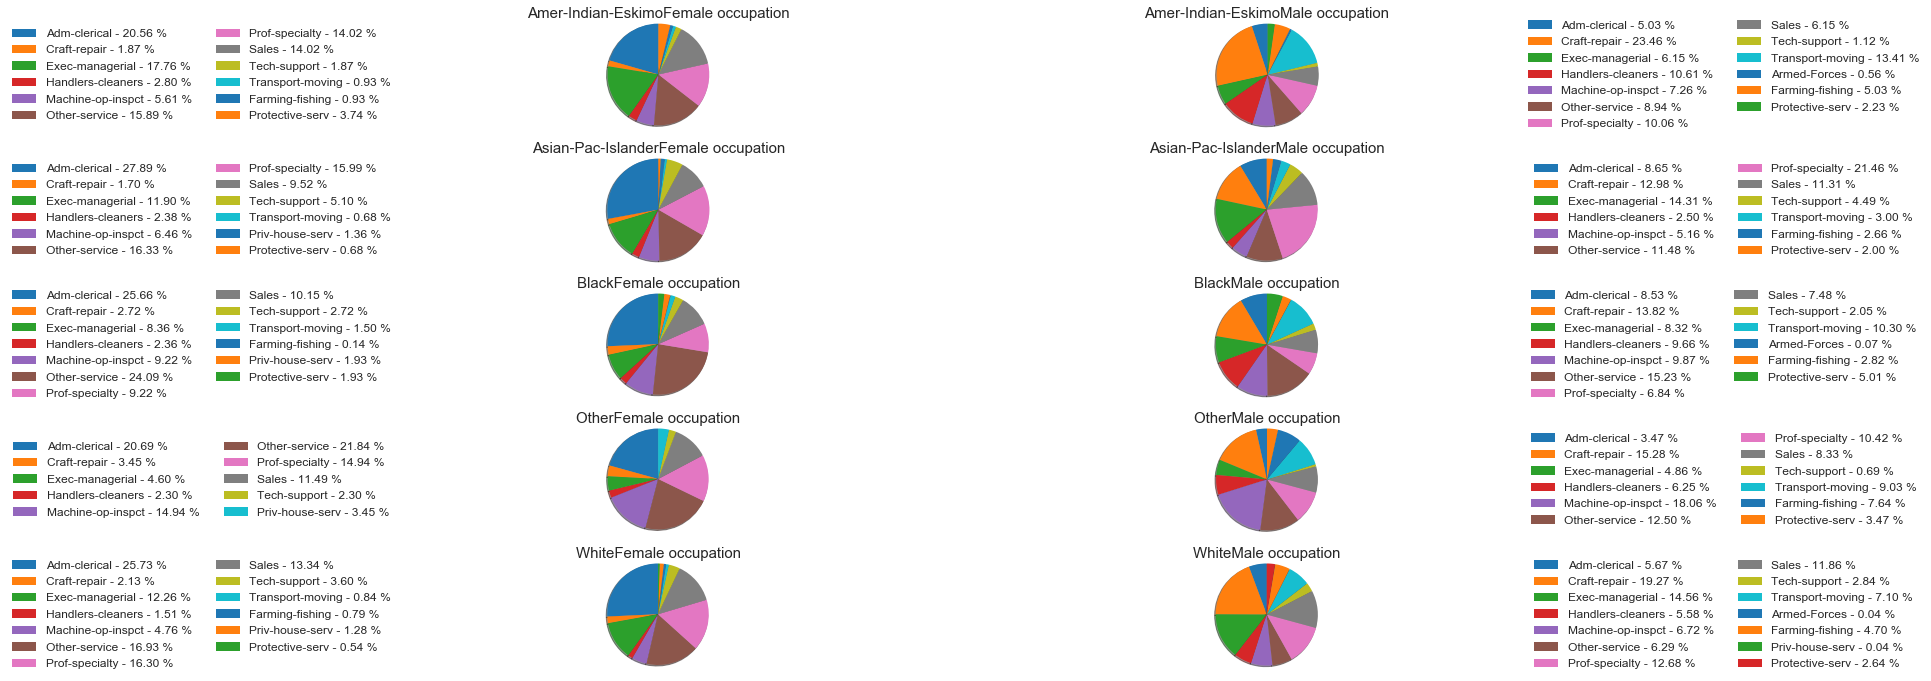 Amer-Indian-EskimoFemale occupation
Adm-clerical - 20.56 %
Craft-repair - 1.87 %
Exec-managerial - 17.76 %
Handlers-cleaners - 2.80 %
Machine-op-inspct - 5.61 %
Other-service - 15.89 %
Prof-specialty - 14.02 %
Sales - 14.02 %
Tech-support - 1.87 %
Transport-moving - 0.93 %
Farming-fishing - 0.93 %
Protective-serv - 3.74 %
Amer-Indian-EskimoMale occupation
Adm-clerical - 5.03 %
Craft-repair - 23.46 %
Exec-managerial - 6.15 %
Handlers-cleaners - 10.61 %
Machine-op-inspct - 7.26 %
Other-service - 8.94 %
Prof-specialty - 10.06 %
Sales - 6.15 %
Tech-support - 1.12 %
Transport-moving - 13.41 %
Armed-Forces - 0.56 %
Farming-fishing - 5.03 %
Protective-serv - 2.23 %
Asian-Pac-IslanderFemale occupation
Adm-clerical - 27.89 %
Craft-repair - 1.70 %
Exec-managerial - 11.90 %
Handlers-cleaners - 2.38 %
Machine-op-inspct - 6.46 %
Other-service - 16.33 %
Prof-specialty - 15.99 %
Sales - 9.52 %
Tech-support - 5.10 %
Transport-moving - 0.68 %
Priv-house-serv - 1.36 %
Protective-serv - 0.68 %
Asian-Pac-IslanderMale occupation
Adm-clerical - 8.65 %
Craft-repair - 12.98 %
Exec-managerial - 14.31 %
Handlers-cleaners - 2.50 %
Machine-op-inspct - 5.16 %
Other-service - 11.48 %
Prof-specialty - 21.46 %
Sales - 11.31 %
Tech-support - 4.49 %
Transport-moving - 3.00 %
Farming-fishing - 2.66 %
Protective-serv - 2.00 %
BlackFemale occupation
Adm-clerical - 25.66 %
Craft-repair - 2.72 %
Exec-managerial - 8.36 %
Handlers-cleaners - 2.36 %
Machine-op-inspct - 9.22 %
Other-service - 24.09 %
Prof-specialty - 9.22 %
Sales - 10.15 %
Tech-support - 2.72 %
Transport-moving - 1.50 %
Farming-fishing - 0.14 %
Priv-house-serv - 1.93 %
Protective-serv - 1.93 %
BlackMale occupation
Adm-clerical - 8.53 %
Craft-repair - 13.82 %
Exec-managerial - 8.32 %
Handlers-cleaners - 9.66 %
Machine-op-inspct - 9.87 %
Other-service - 15.23 %
Prof-specialty - 6.84 %
Sales - 7.48 %
Tech-support - 2.05 %
Transport-moving - 10.30 %
Armed-Forces - 0.07 %
Farming-fishing - 2.82 %
Protective-serv - 5.01 %
OtherFemale occupation
Adm-clerical - 20.69 %
Craft-repair - 3.45 %
Exec-managerial - 4.60 %
Handlers-cleaners - 2.30 %
Machine-op-inspct - 14.94 %
Other-service - 21.84 %
Prof-specialty - 14.94 %
Sales - 11.49 %
Tech-support - 2.30 %
Priv-house-serv - 3.45 %
OtherMale occupation
Adm-clerical - 3.47 %
Craft-repair - 15.28 %
Exec-managerial - 4.86 %
Handlers-cleaners - 6.25 %
Machine-op-inspct - 18.06 %
Other-service - 12.50 %
Prof-specialty - 10.42 %
Sales - 8.33 %
Tech-support - 0.69 %
Transport-moving - 9.03 %
Farming-fishing - 7.64 %
Protective-serv - 3.47 %
WhiteFemale occupation
Adm-clerical - 25.73 %
Craft-repair - 2.13 %
Exec-managerial - 12.26 %
Handlers-cleaners - 1.51 %
Machine-op-inspct - 4.76 %
Other-service - 16.93 %
Prof-specialty - 16.30 %
Sales - 13.34 %
Tech-support - 3.60 %
Transport-moving - 0.84 %
Farming-fishing - 0.79 %
Priv-house-serv - 1.28 %
Protective-serv - 0.54 %
WhiteMale occupation
Adm-clerical - 5.67 %
Craft-repair - 19.27 %
Exec-managerial - 14.56 %
Handlers-cleaners - 5.58 %
Machine-op-inspct - 6.72 %
Other-service - 6.29 %
Prof-specialty - 12.68 %
Sales - 11.86 %
Tech-support - 2.84 %
Transport-moving - 7.10 %
Armed-Forces - 0.04 %
Farming-fishing - 4.70 %
Priv-house-serv - 0.04 %
Protective-serv - 2.64 %